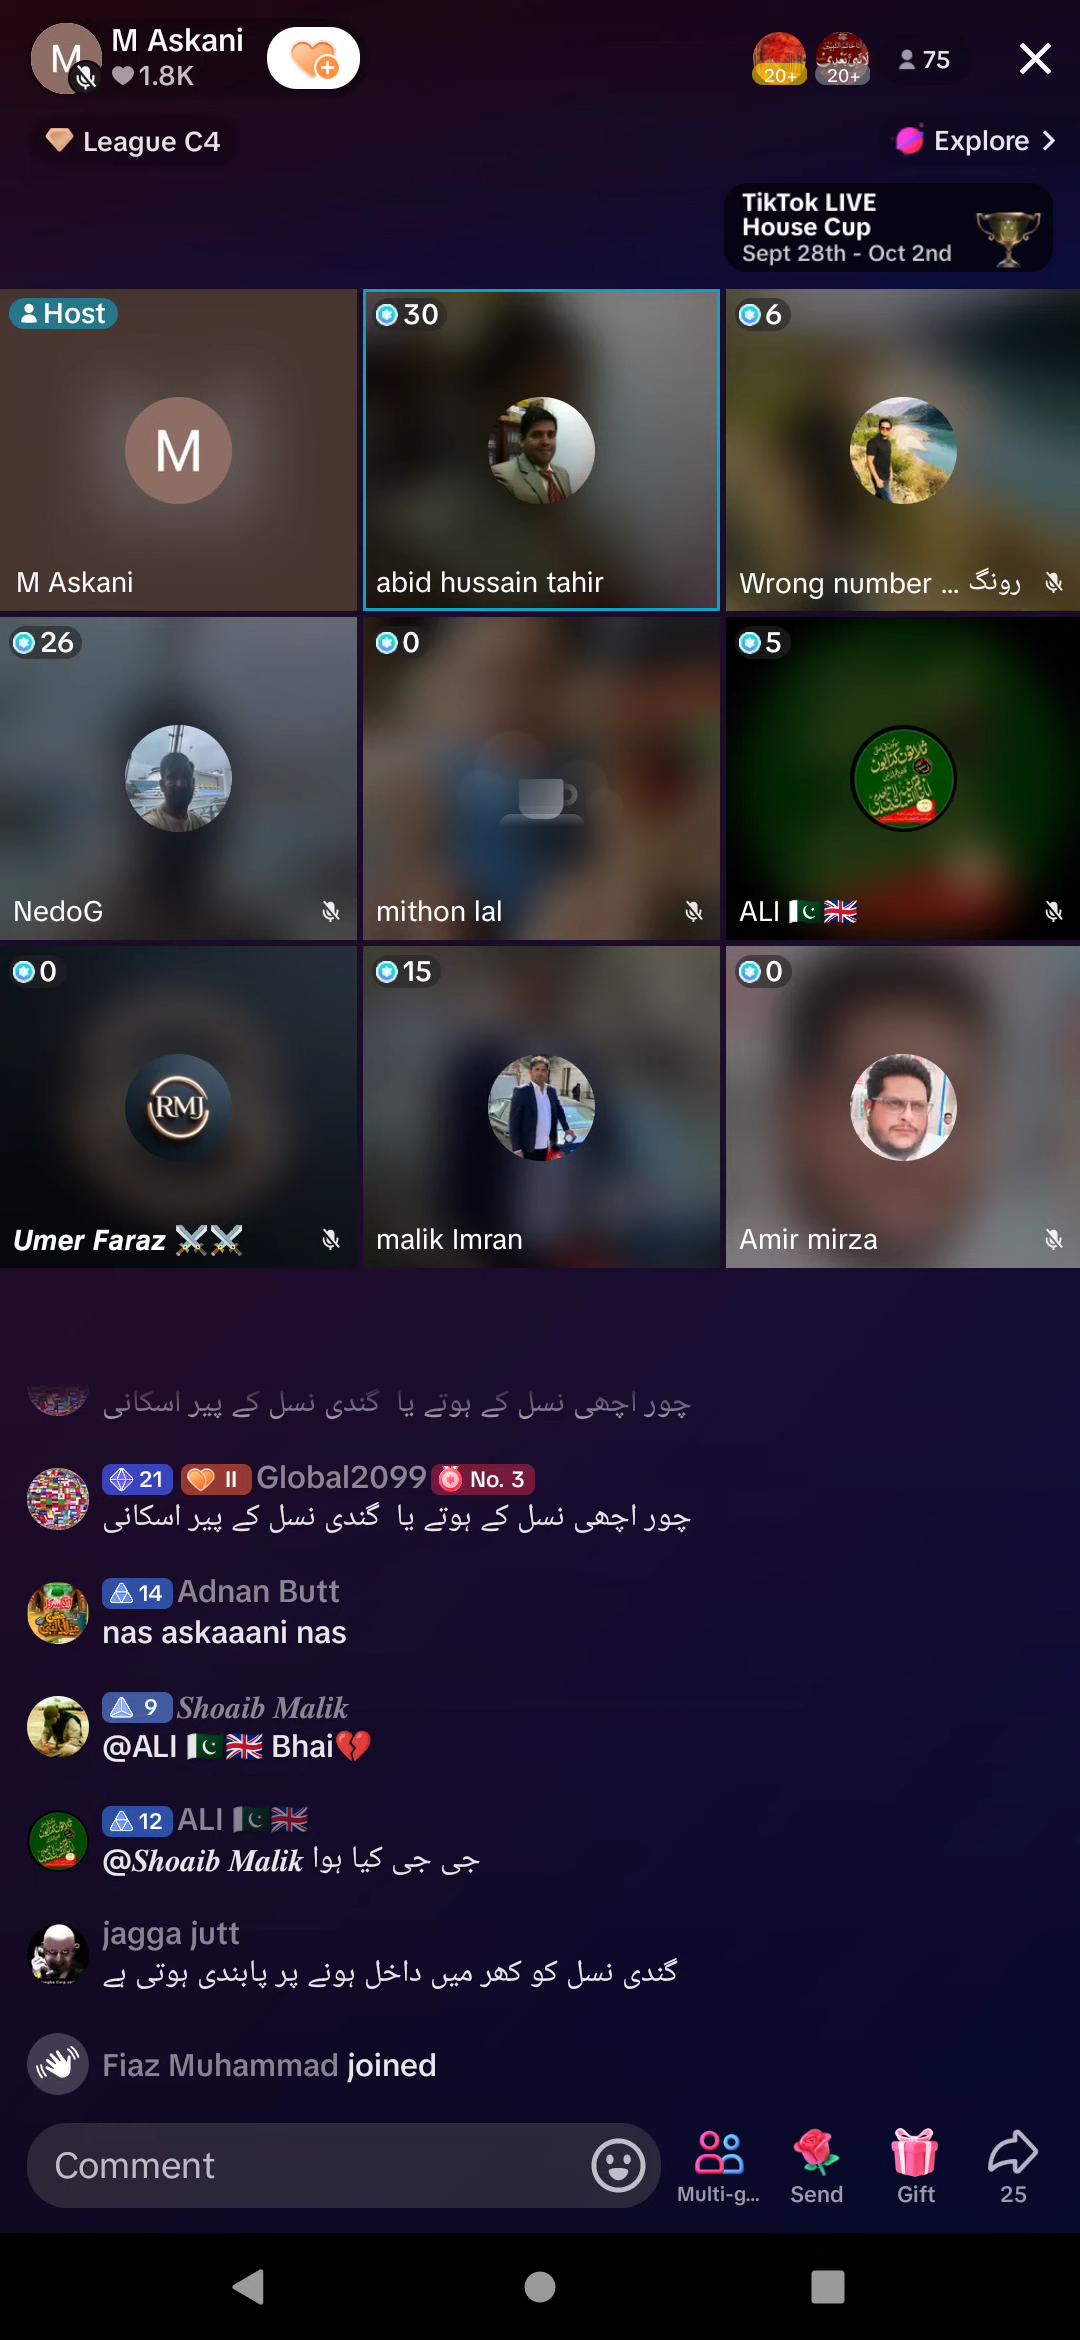 M Askani
1.8K
20+
20+
75
League C4
Explore
TikTok LIVE
House Cup
Sept 28th - Oct 2nd
Host
M
M Askani
30
abid hussain tahir
6
Wrong number ... رونگ
26
NedoG
0
mithon lal
5
ALI 🇵🇰🇬🇧
0
RMJ
Umer Faraz ⚔️⚔️
15
malik Imran
0
Amir mirza
چور اچھی نسل کے ہوتے یا گندی نسل کے پیر اسکانی
21 II Global2099 No. 3
چور اچھی نسل کے ہوتے یا گندی نسل کے پیر اسکانی
14 Adnan Butt
nas askaaani nas
9 Shoaib Malik
@ALI 🇵🇰🇬🇧 Bhai💔
12 ALI 🇵🇰🇬🇧
@Shoaib Malik جی جی کیا ہوا
jagga jutt
گندی نسل کو کھر میں داخل ہونے پر پابندی ہوتی ہے
Fiaz Muhammad joined
Comment
Multi-g...
Send
Gift
25